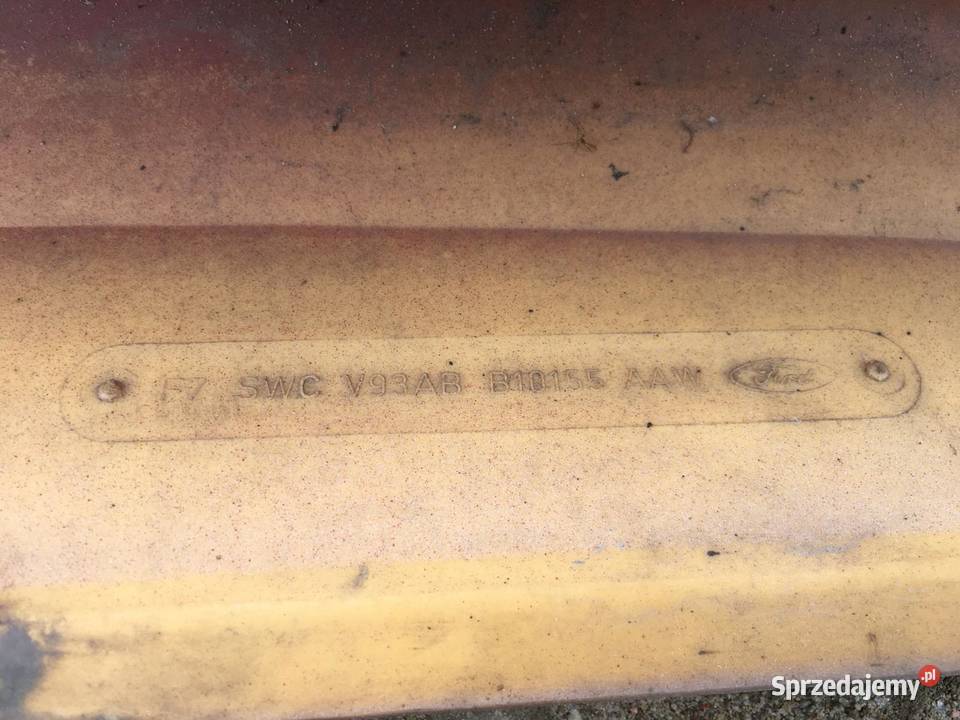 F7 SWC V93AB B10155 AAW Ford
Sprzedajemy.pl